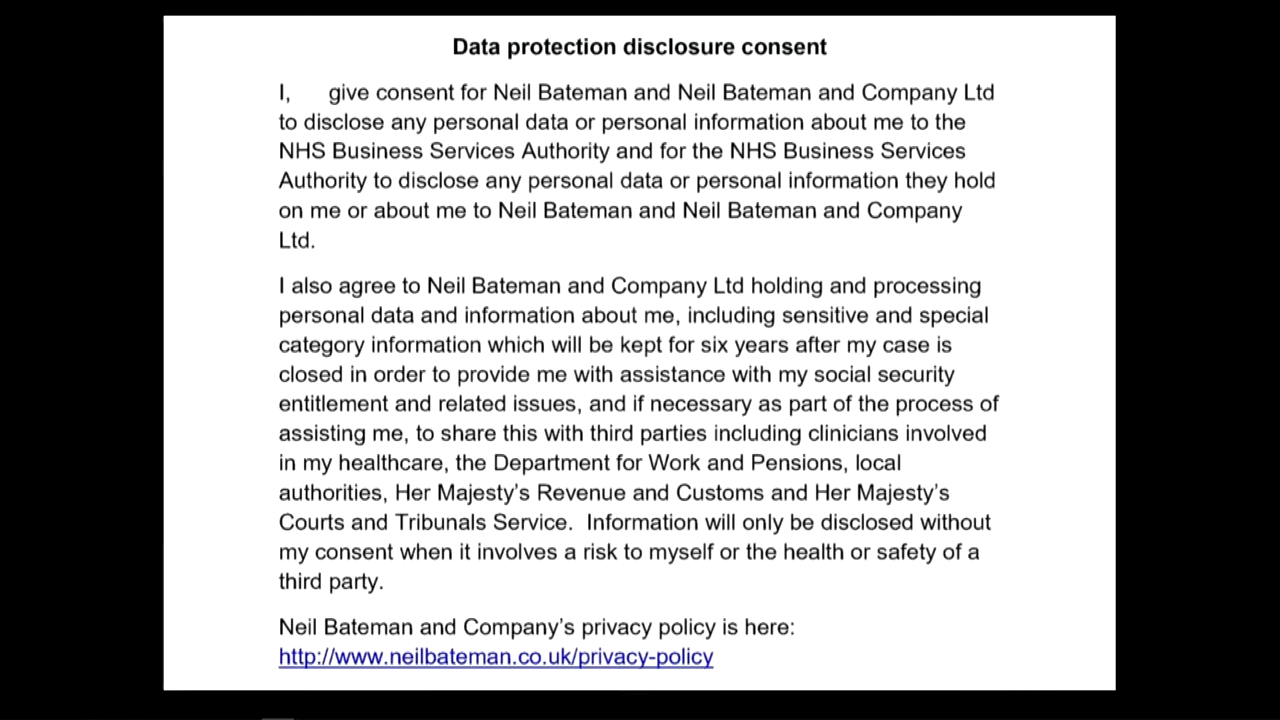 Data protection disclosure consent
I, give consent for Neil Bateman and Neil Bateman and Company Ltd
to disclose any personal data or personal information about me to the
NHS Business Services Authority and for the NHS Business Services
Authority to disclose any personal data or personal information they hold
on me or about me to Neil Bateman and Neil Bateman and Company
Ltd.
I also agree to Neil Bateman and Company Ltd holding and processing
personal data and information about me, including sensitive and special
category information which will be kept for six years after my case is
closed in order to provide me with assistance with my social security
entitlement and related issues, and if necessary as part of the process of
assisting me, to share this with third parties including clinicians involved
in my healthcare, the Department for Work and Pensions, local
authorities, Her Majesty’s Revenue and Customs and Her Majesty’s
Courts and Tribunals Service.  Information will only be disclosed without
my consent when it involves a risk to myself or the health or safety of a
third party.
Neil Bateman and Company’s privacy policy is here:
http://www.neilbateman.co.uk/privacy-policy